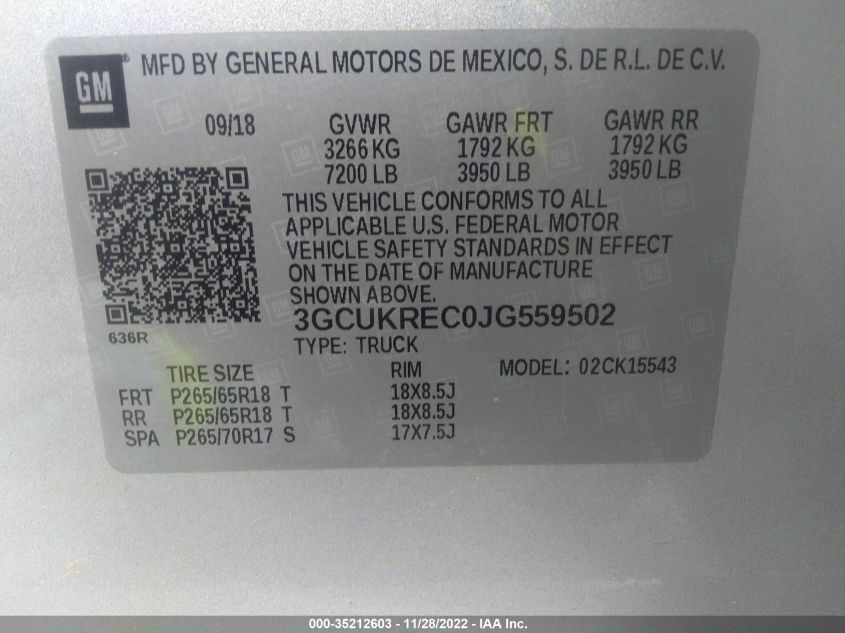 GM
MFD BY GENERAL MOTORS DE MEXICO, S. DE R.L. DE C.V.
09/18 GVWR GAWR FRT GAWR RR
3266 KG 1792 KG 1792 KG
7200 LB 3950 LB 3950 LB
THIS VEHICLE CONFORMS TO ALL
APPLICABLE U.S. FEDERAL MOTOR
VEHICLE SAFETY STANDARDS IN EFFECT
ON THE DATE OF MANUFACTURE
SHOWN ABOVE.
3GCUKREC0JG559502
636R
TYPE: TRUCK
TIRE SIZE RIM MODEL: 02CK15543
FRT P265/65R18 T 18X8.5J
RR P265/65R18 T 18X8.5J
SPA P265/70R17 S 17X7.5J
000-35212603 - 11/28/2022 - IAA Inc.